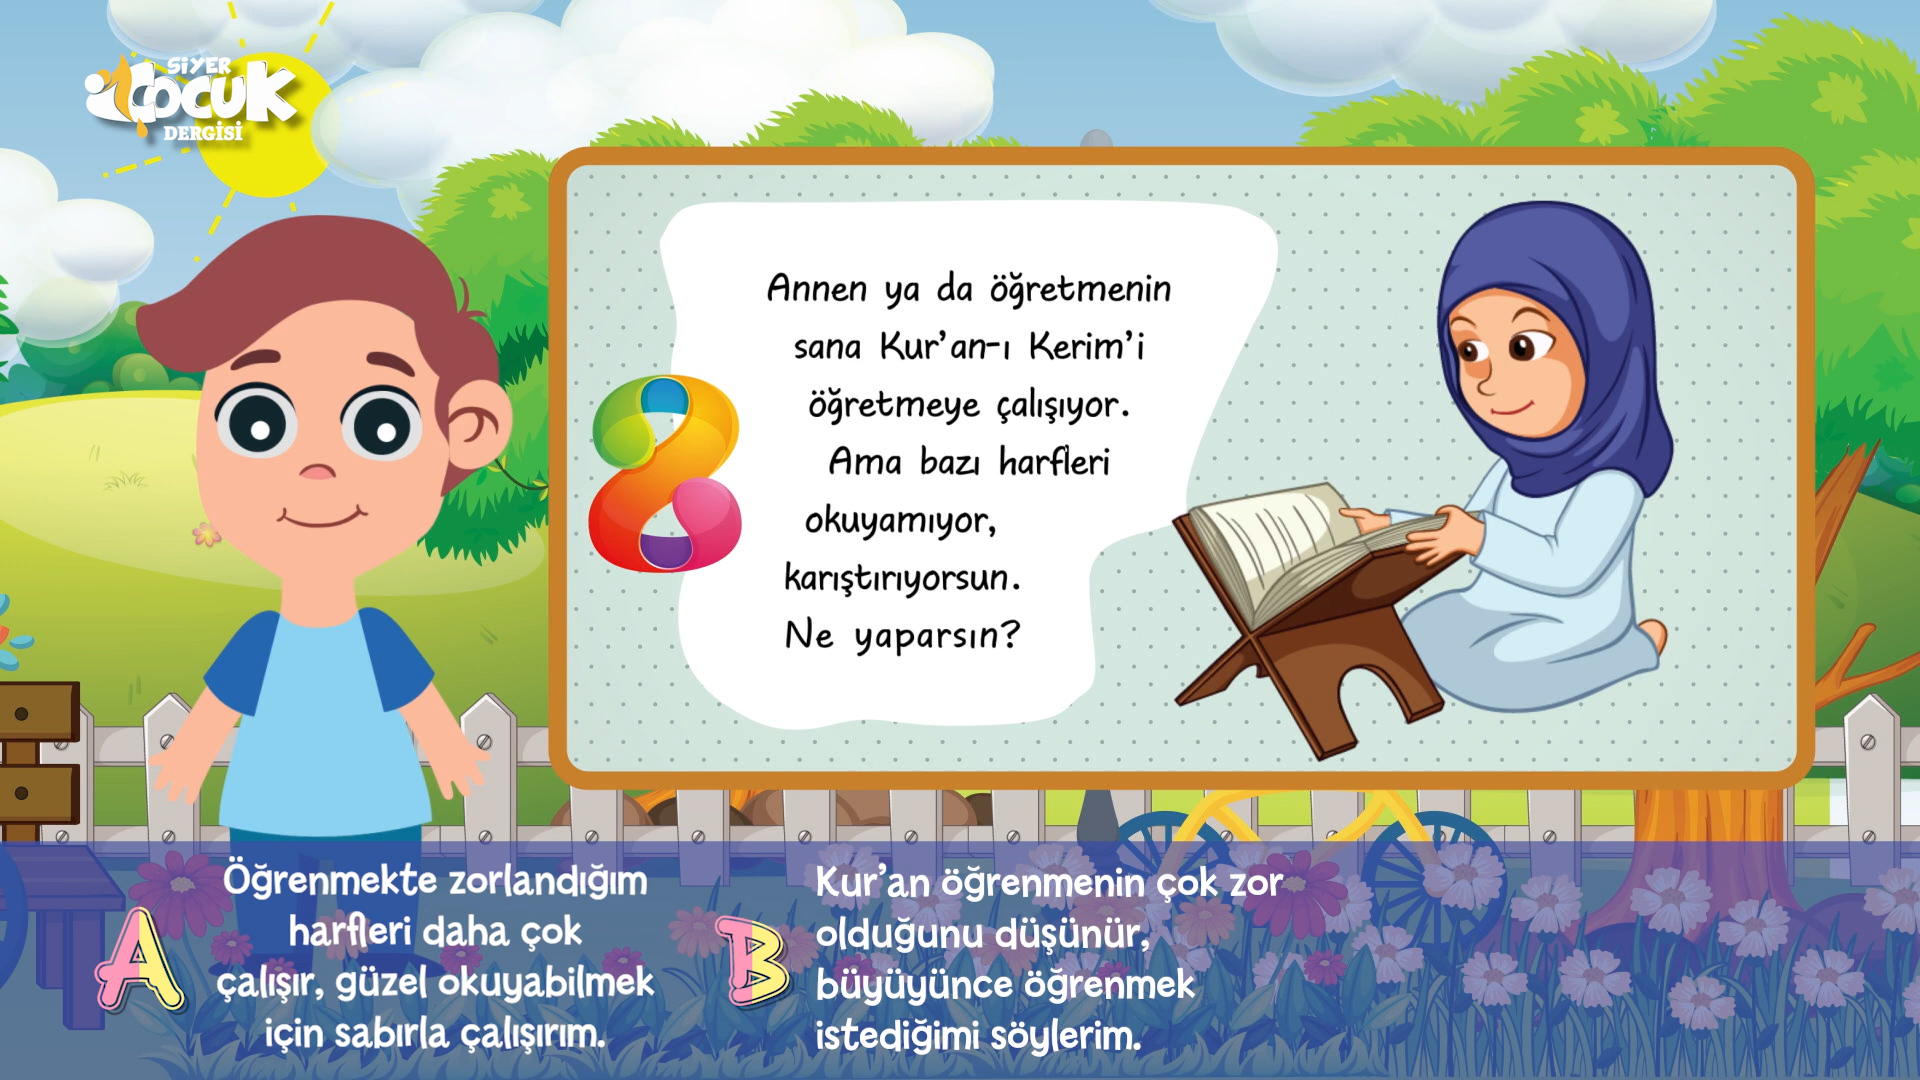 SİYER
ÇOCUK
DERGİSİ
8
Annen ya da öğretmenin
sana Kur'an-ı Kerim'i
öğretmeye çalışıyor.
Ama bazı harfleri
okuyamıyor,
karıştırıyorsun.
Ne yaparsın?
A
Öğrenmekte zorlandığım
harfleri daha çok
çalışır, güzel okuyabilmek
için sabırla çalışırım.
B
Kur'an öğrenmenin çok zor
olduğunu düşünür,
büyüyünce öğrenmek
istediğimi söylerim.